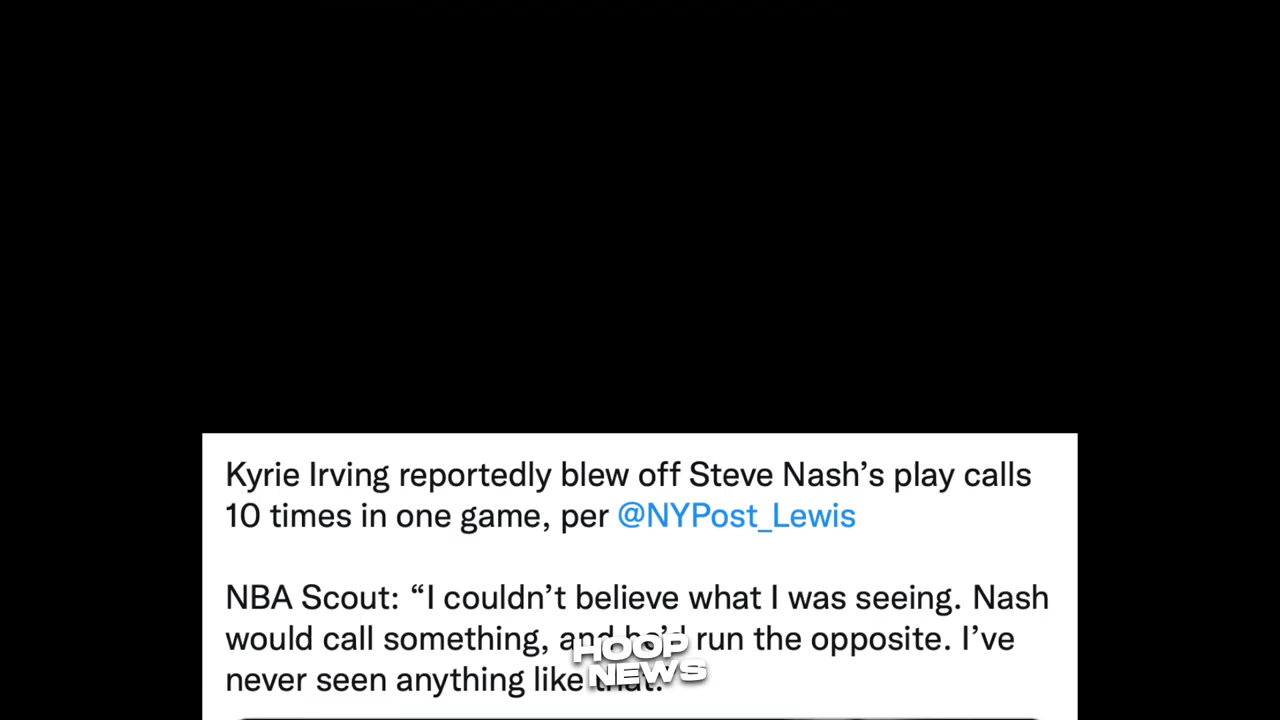 Kyrie Irving reportedly blew off Steve Nash’s play calls
10 times in one game, per @NYPost_Lewis
NBA Scout: “I couldn’t believe what I was seeing. Nash
would call something, and he’d run the opposite. I’ve
never seen anything like that.
HOOP
NEWS